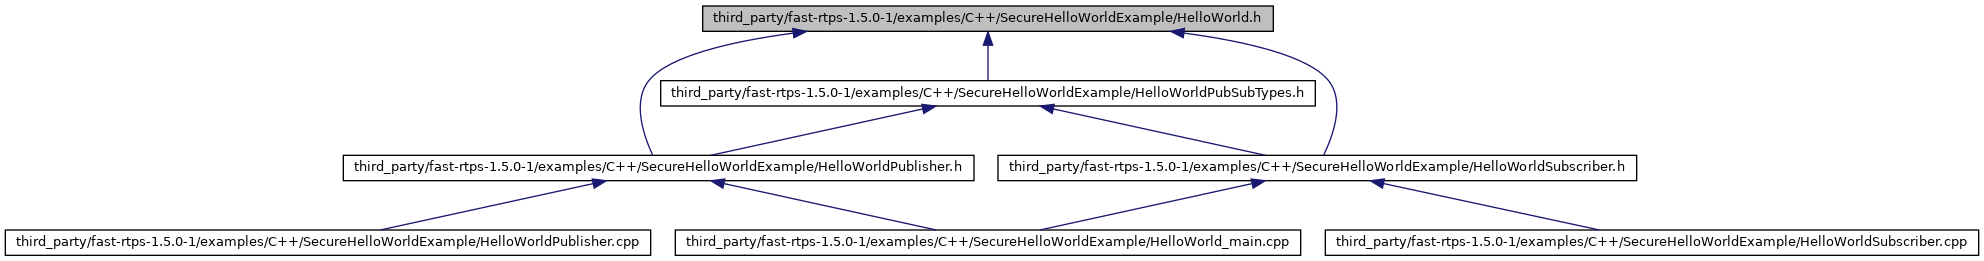 third_party/fast-rtps-1.5.0-1/examples/C++/SecureHelloWorldExample/HelloWorld.h
third_party/fast-rtps-1.5.0-1/examples/C++/SecureHelloWorldExample/HelloWorldPubSubTypes.h
third_party/fast-rtps-1.5.0-1/examples/C++/SecureHelloWorldExample/HelloWorldPublisher.h
third_party/fast-rtps-1.5.0-1/examples/C++/SecureHelloWorldExample/HelloWorldSubscriber.h
third_party/fast-rtps-1.5.0-1/examples/C++/SecureHelloWorldExample/HelloWorldPublisher.cpp
third_party/fast-rtps-1.5.0-1/examples/C++/SecureHelloWorldExample/HelloWorld_main.cpp
third_party/fast-rtps-1.5.0-1/examples/C++/SecureHelloWorldExample/HelloWorldSubscriber.cpp